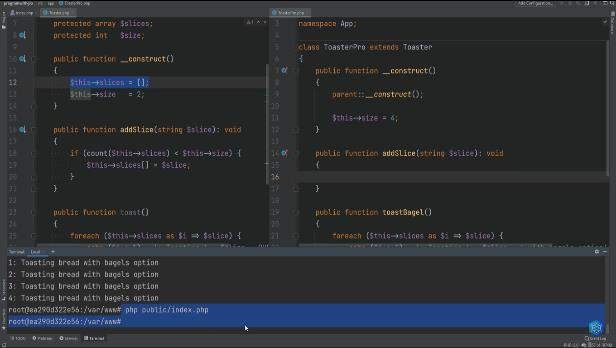 protected array $slices;
protected int $size;
public function __construct()
{
$this->slices = [];
$this->size = 2;
}
public function addSlice(string $slice): void
{
if (count($this->slices) < $this->size) {
$this->slices[] = $slice;
}
}
public function toast()
{
foreach ($this->slices as $i => $slice) {
namespace App;
class ToasterPro extends Toaster
{
public function __construct()
{
parent::__construct();
$this->size = 4;
}
public function addSlice(string $slice): void
{
}
public function toastBagel()
{
foreach ($this->slices as $i => $slice) {
Terminal: Local
1: Toasting bread with bagels option
2: Toasting bread with bagels option
3: Toasting bread with bagels option
4: Toasting bread with bagels option
root@ea290d322e56:/var/www# php public/index.php
root@ea290d322e56:/var/www#